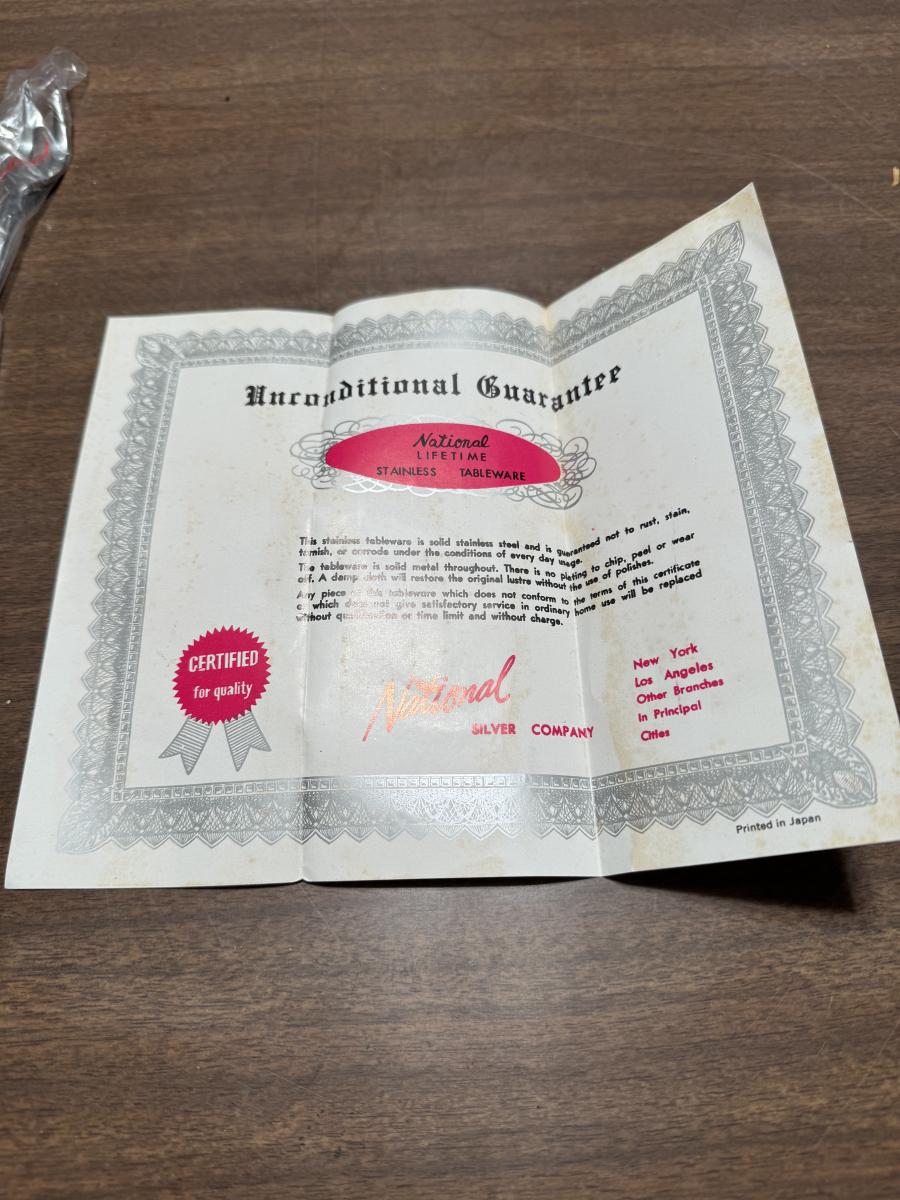 Unconditional Guarantee
National
LIFETIME
STAINLESS TABLEWARE
This stainless tableware is solid stainless steel and is guaranteed not to rust, stain,
tarnish, or corrode under the conditions of every day usage.
The tableware is solid metal throughout. There is no plating to chip, peel or wear
off. A damp cloth will restore the original lustre without the use of polishes.
Any piece of this tableware which does not conform to the terms of this certificate
or which does not give satisfactory service in ordinary home use will be replaced
without qualification or time limit and without charge.
CERTIFIED
for quality
National
SILVER COMPANY
New York
Los Angeles
Other Branches
in Principal
Cities
Printed in Japan